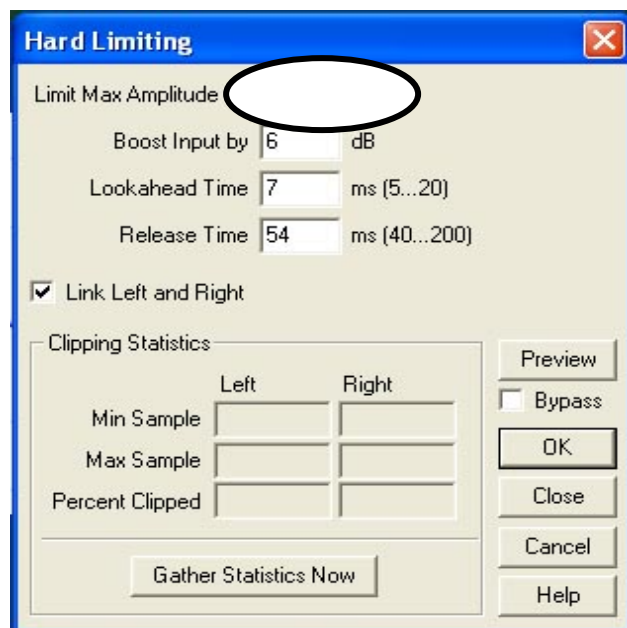 Hard Limiting
Limit Max Amplitude
Boost Input by 6 dB
Lookahead Time 7 ms (5...20)
Release Time 54 ms (40...200)
Link Left and Right
Clipping Statistics
Left Right
Min Sample
Max Sample
Percent Clipped
Gather Statistics Now
Preview
Bypass
OK
Close
Cancel
Help